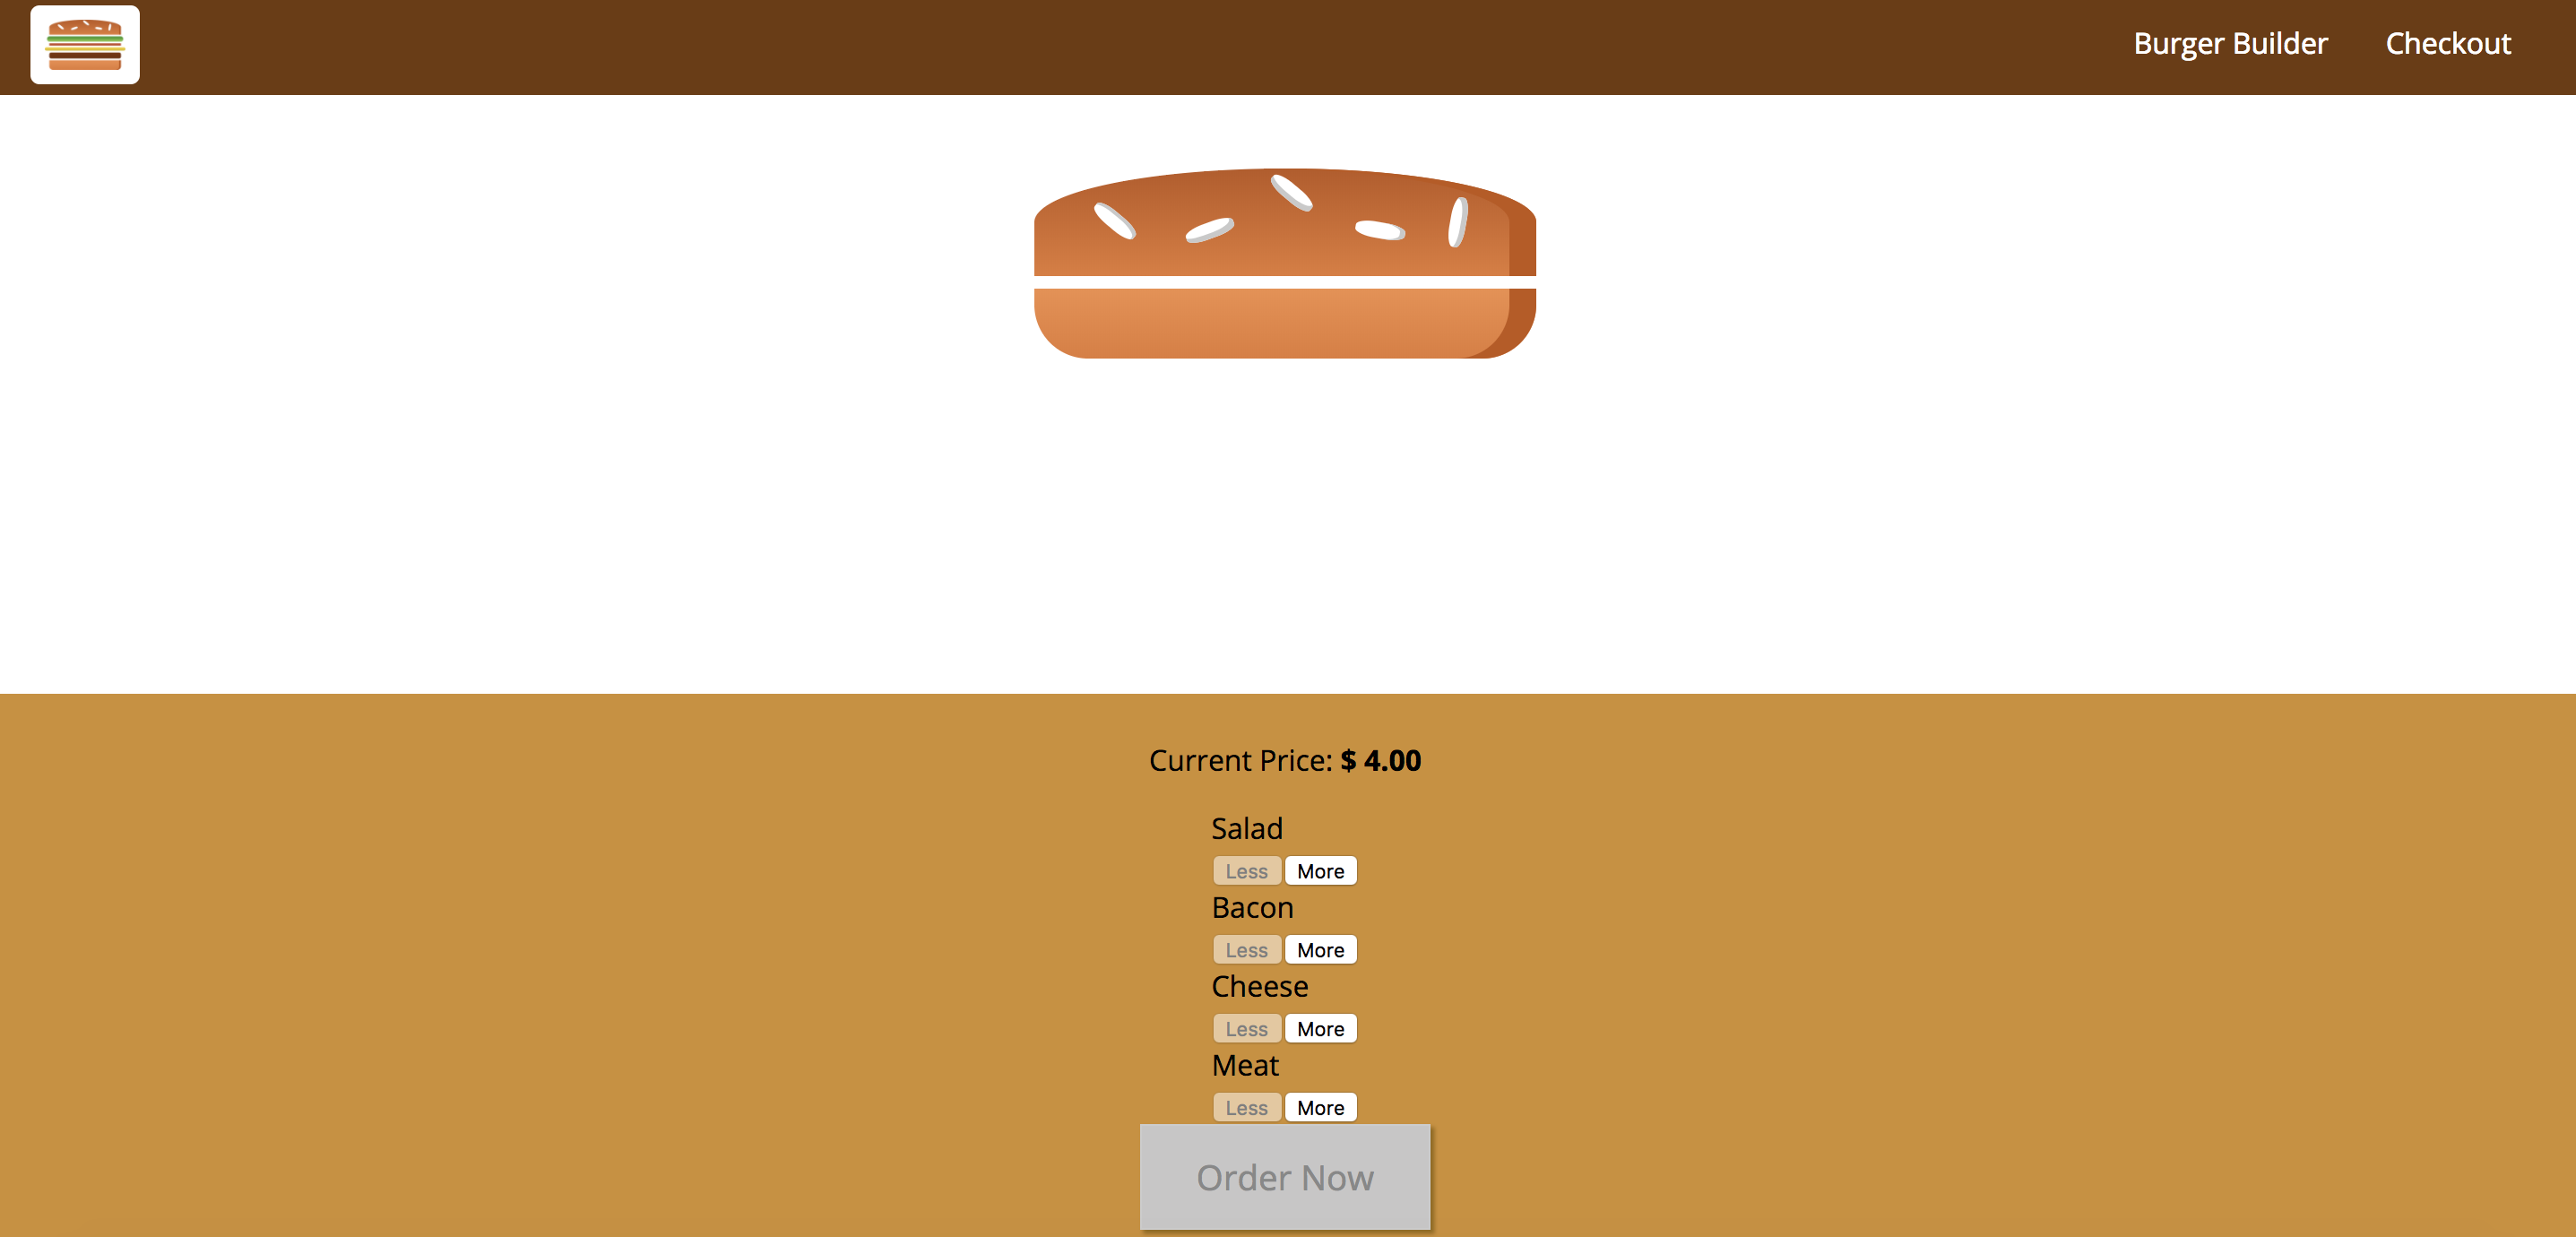 Burger Builder Checkout
Current Price: $ 4.00
Salad
Less More
Bacon
Less More
Cheese
Less More
Meat
Less More
Order Now